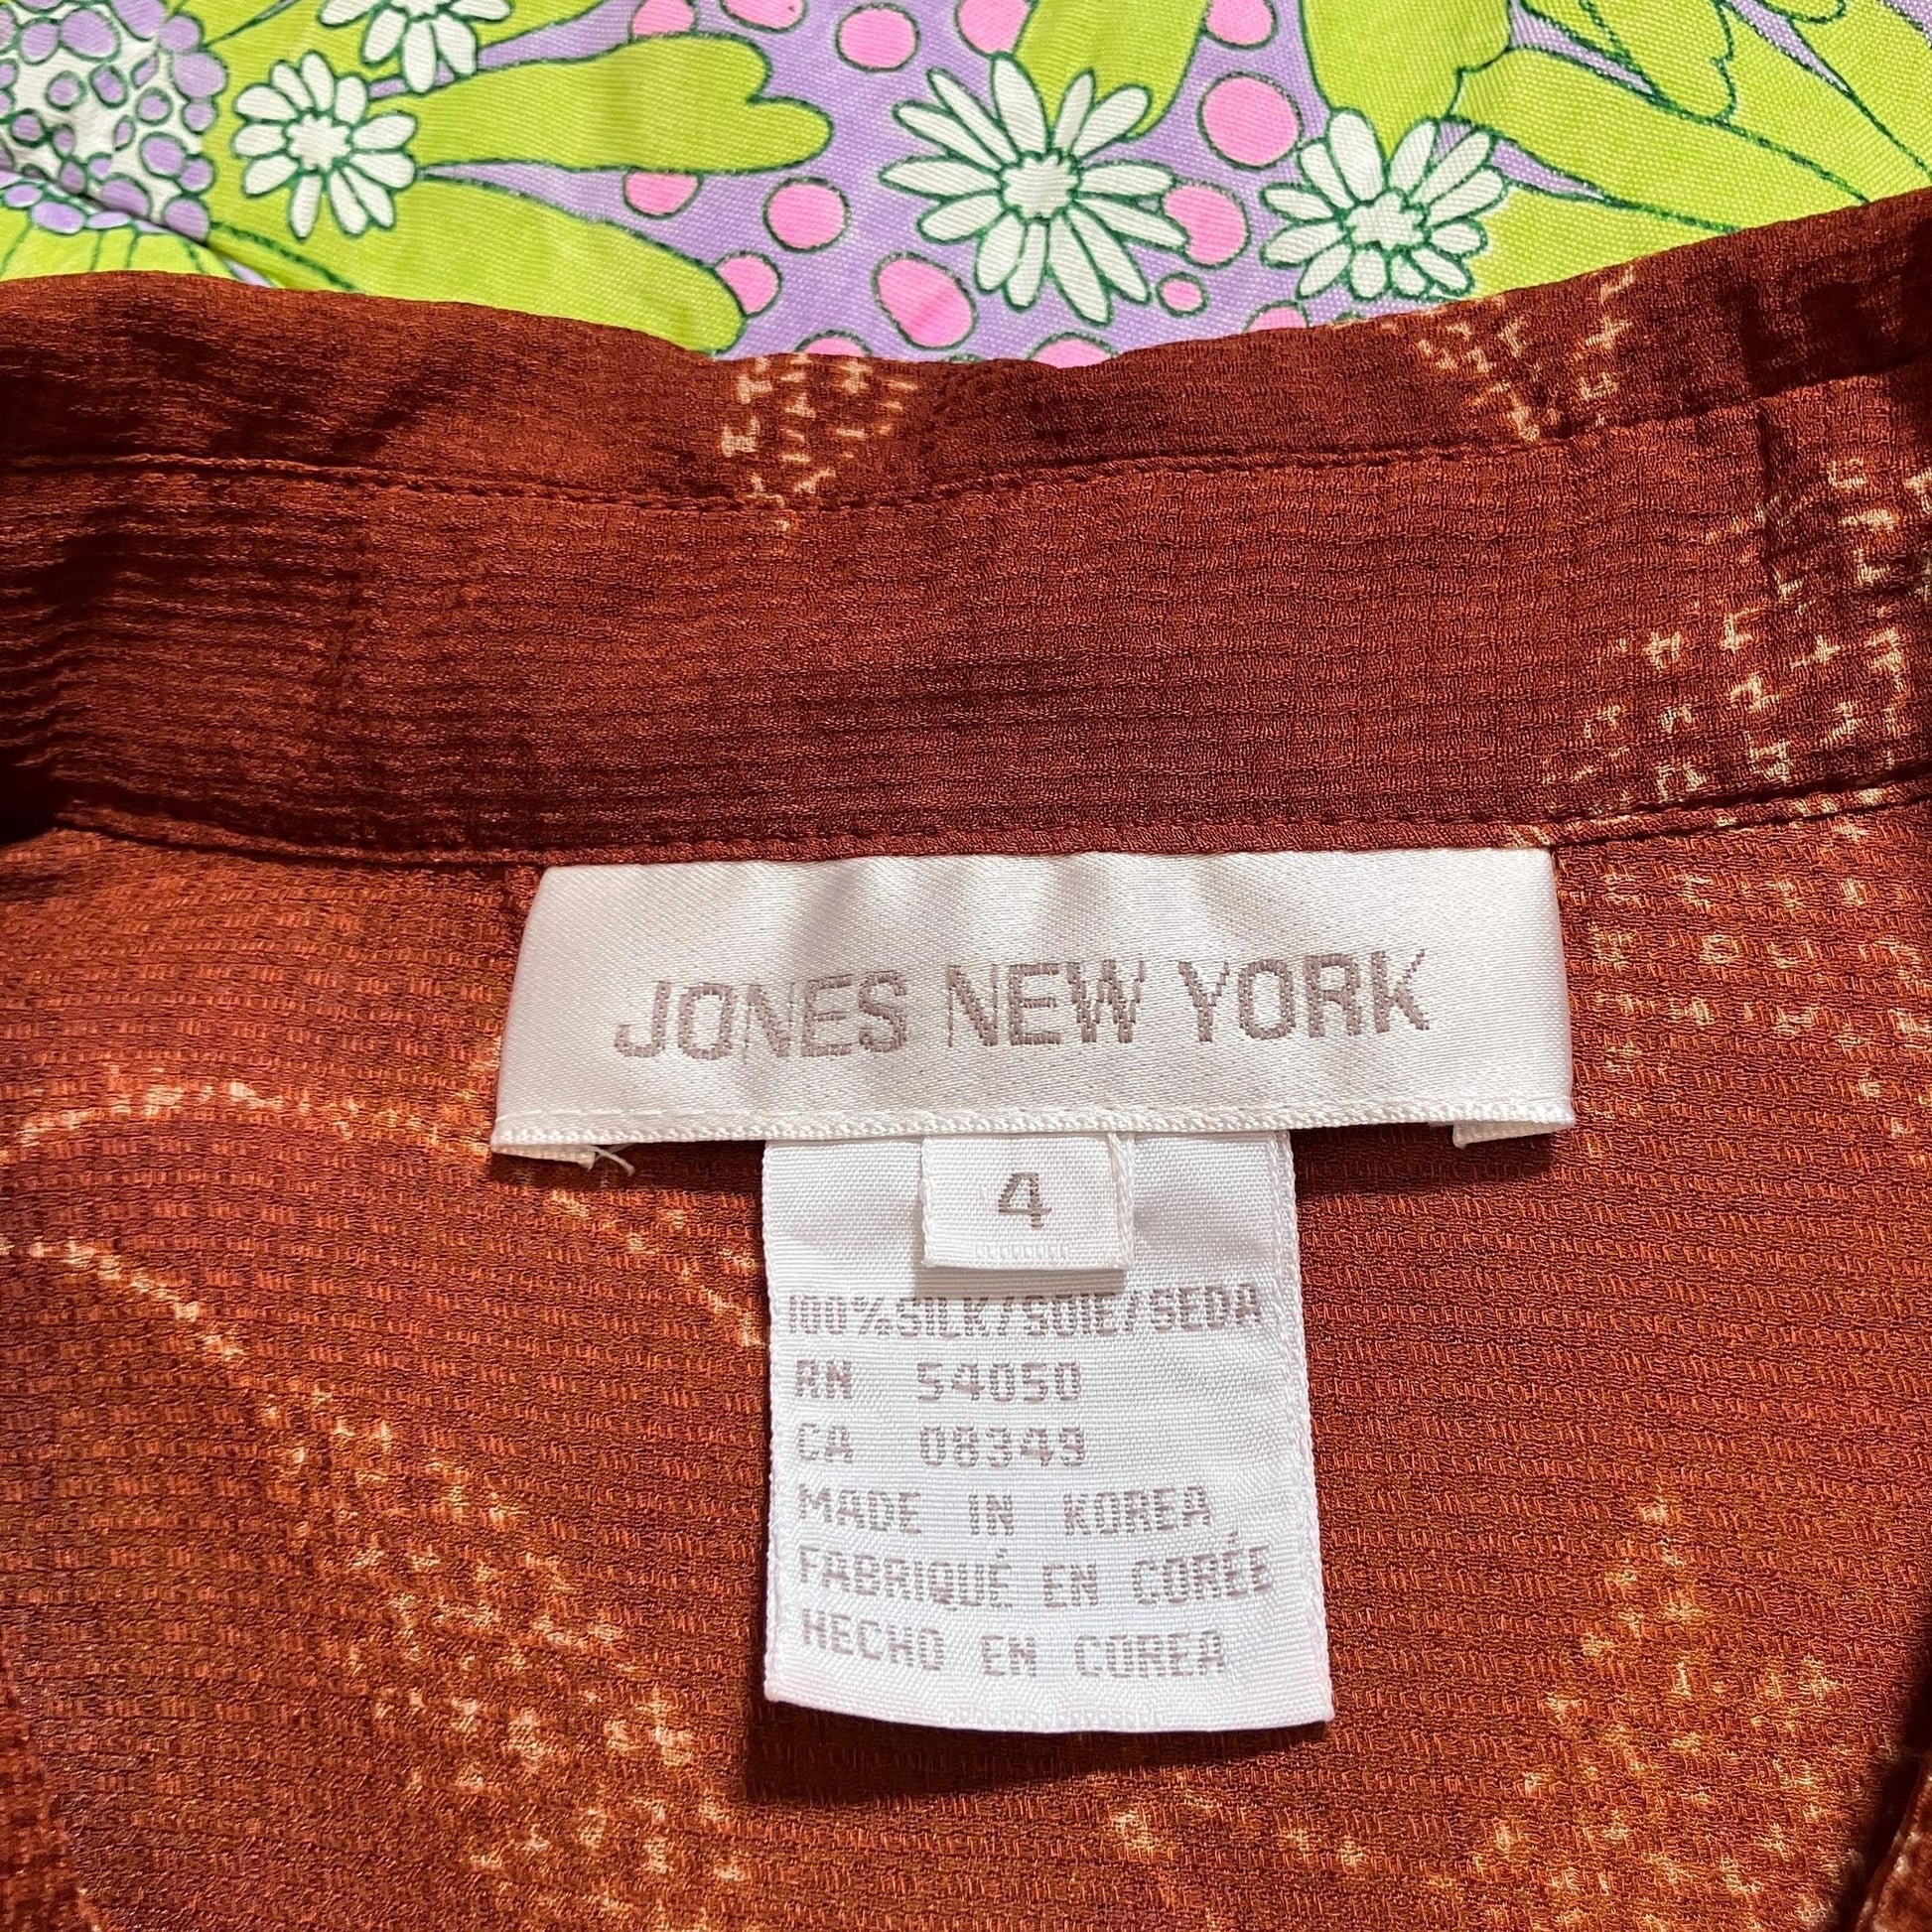 JONES NEW YORK
4
100%SILK/SOIE/SEDA
RN 54050
CA 08349
MADE IN KOREA
FABRIQUÉ EN CORÉE
HECHO EN COREA